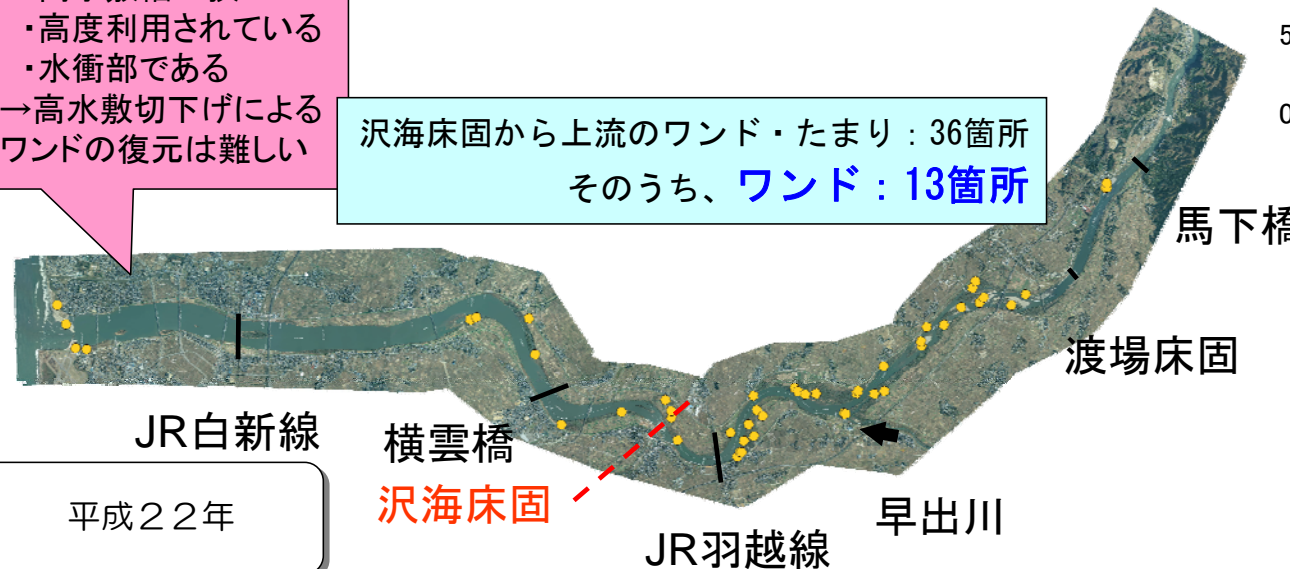 ・高度利用されている
・水衝部である
→高水敷切下げによる
ワンドの復元は難しい
沢海床固から上流のワンド・たまり：36箇所
そのうち、ワンド：13箇所
5
0
馬下橋
渡場床固
JR白新線
横雲橋
沢海床固
早出川
JR羽越線
平成２２年